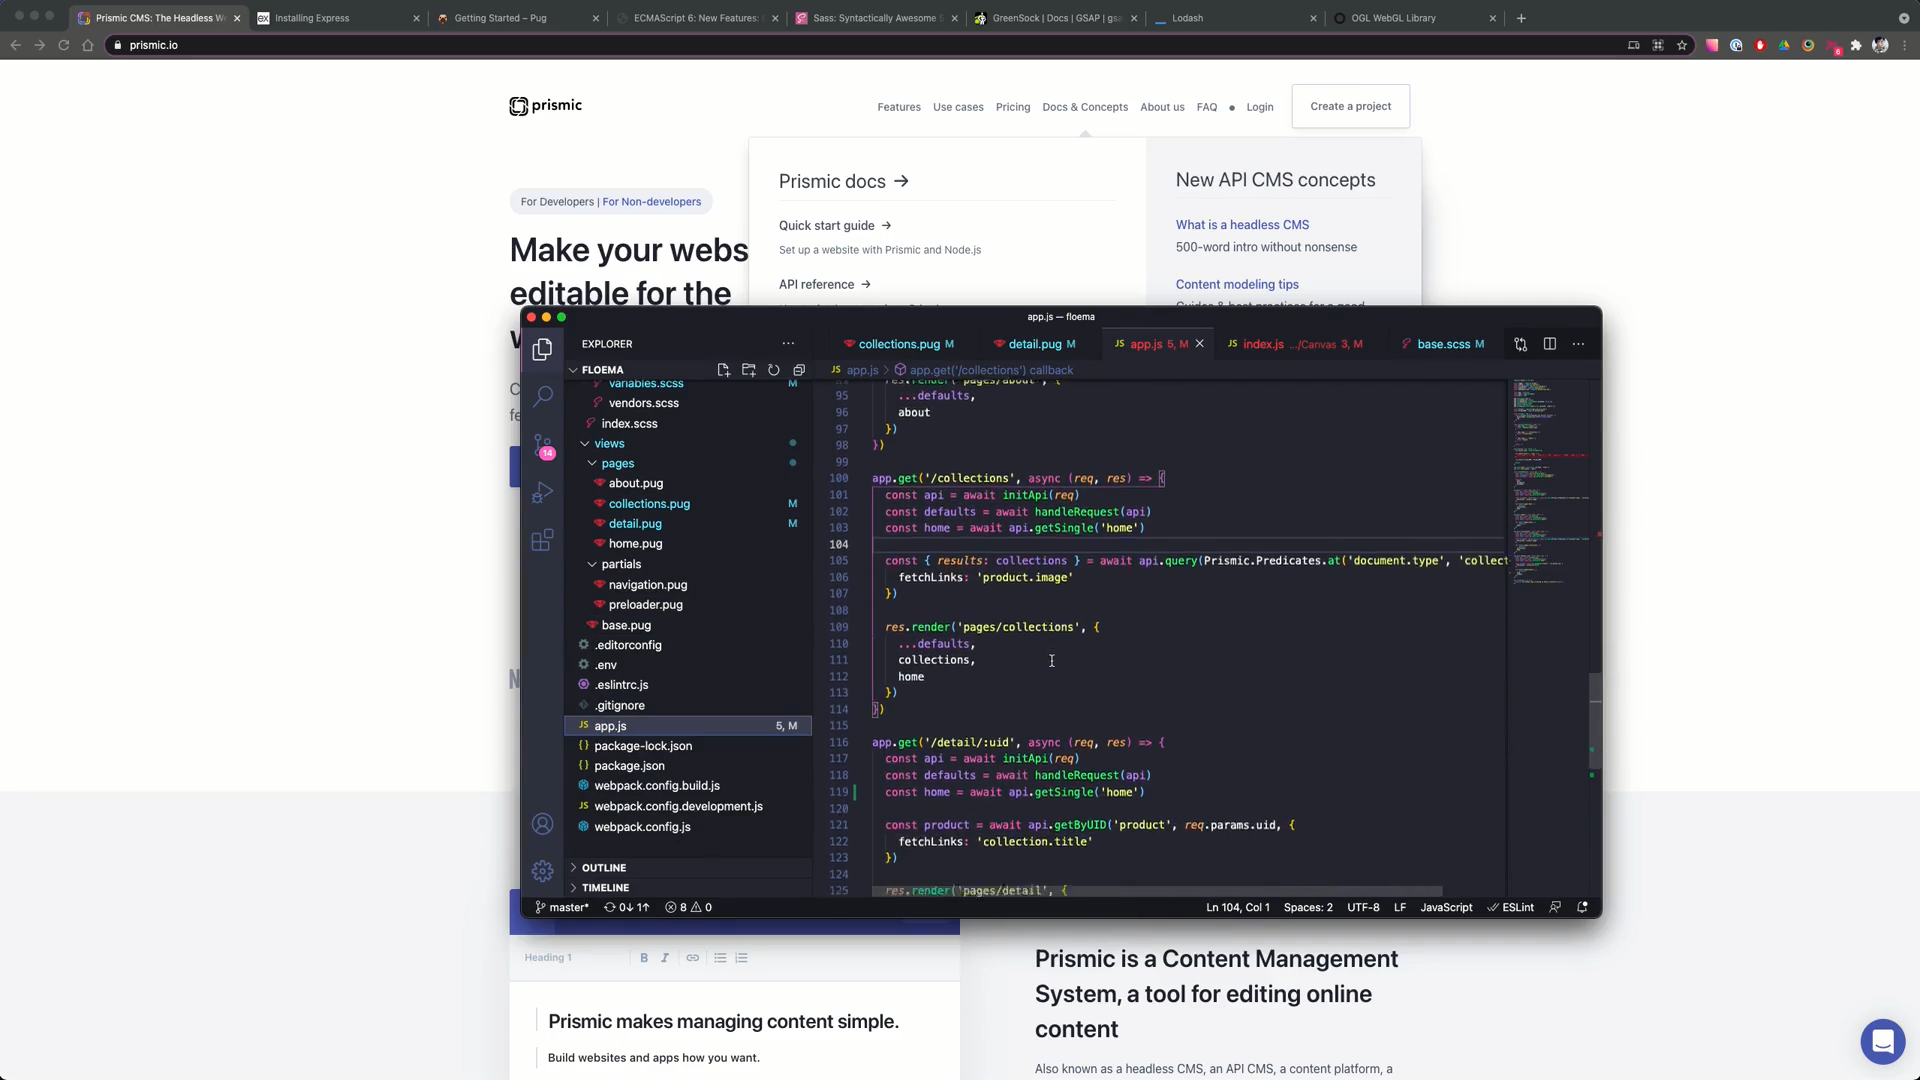 Prismic CMS: The Headless W
Installing Express
Getting Started – Pug
ECMAScript 6: New Features:
Sass: Syntactically Awesome S
GreenSock | Docs | GSAP | gsa
Lodash
OGL WebGL Library
prismic.io
6
prismic
Features
Use cases
Pricing
Docs & Concepts
About us
FAQ
Login
Create a project
Prismic docs →
New API CMS concepts
For Developers | For Non-developers
Quick start guide →
Set up a website with Prismic and Node.js
What is a headless CMS
500-word intro without nonsense
Make your webs
editable for the
API reference →
Content modeling tips
app.js — floema
EXPLORER
collections.pug M
detail.pug M
app.js 5, M
index.js .../Canvas 3, M
base.scss M
FLOEMA
app.js > app.get('/collections') callback
variables.scss M
vendors.scss
index.scss
views
pages
about.pug
collections.pug M
detail.pug M
home.pug
partials
navigation.pug
preloader.pug
base.pug
.editorconfig
.env
.eslintrc.js
.gitignore
app.js 5, M
package-lock.json
package.json
webpack.config.build.js
webpack.config.development.js
webpack.config.js
OUTLINE
TIMELINE
14
res.render('pages/about', {
95 ...defaults,
96 about
97 })
98 })
99
100 app.get('/collections', async (req, res) => {
101 const api = await initApi(req)
102 const defaults = await handleRequest(api)
103 const home = await api.getSingle('home')
104
105 const { results: collections } = await api.query(Prismic.Predicates.at('document.type', 'collect
106 fetchLinks: 'product.image'
107 })
108
109 res.render('pages/collections', {
110 ...defaults,
111 collections,
112 home
113 })
114 })
115
116 app.get('/detail/:uid', async (req, res) => {
117 const api = await initApi(req)
118 const defaults = await handleRequest(api)
119 const home = await api.getSingle('home')
120
121 const product = await api.getByUID('product', req.params.uid, {
122 fetchLinks: 'collection.title'
123 })
124
125 res.render('pages/detail', {
master* 0↓ 1↑ 8 0
Ln 104, Col 1
Spaces: 2
UTF-8
LF
JavaScript
ESLint
Heading 1
B I
Prismic makes managing content simple.
Build websites and apps how you want.
Prismic is a Content Management
System, a tool for editing online
content
Also known as a headless CMS, an API CMS, a content platform, a